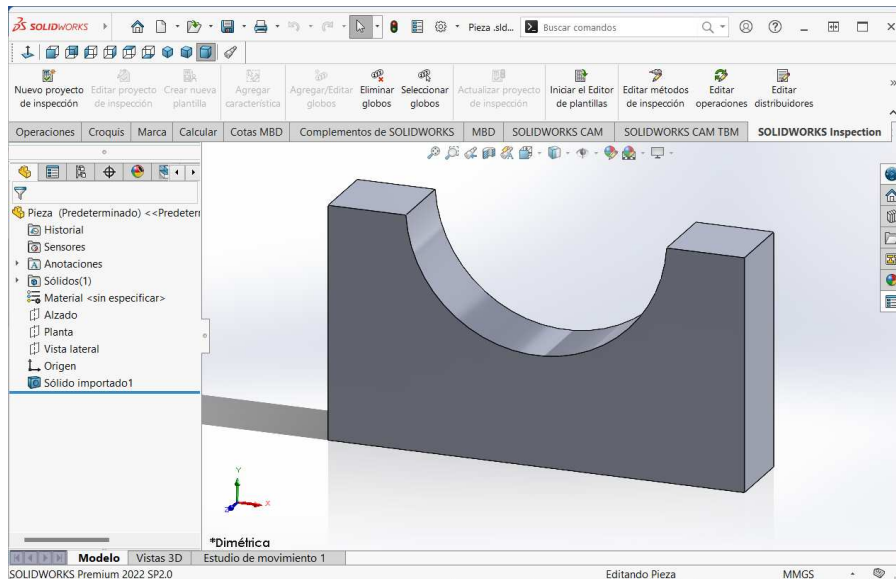 SOLIDWORKS
Pieza .sld...
Buscar comandos
Nuevo proyecto de inspección
Editar proyecto de inspección
Crear nueva plantilla
Agregar característica
Agregar/Editar globos
Eliminar globos
Seleccionar globos
Actualizar proyecto de inspección
Iniciar el Editor de plantillas
Editar métodos de inspección
Editar operaciones
Editar distribuidores
Operaciones
Croquis
Marca
Calcular
Cotas MBD
Complementos de SOLIDWORKS
MBD
SOLIDWORKS CAM
SOLIDWORKS CAM TBM
SOLIDWORKS Inspection
Pieza (Predeterminado) <<Predeterr
Historial
Sensores
Anotaciones
Sólidos(1)
Material <sin especificar>
Alzado
Planta
Vista lateral
Origen
Sólido importado1
Y
X
Z
*Dimétrica
Modelo
Vistas 3D
Estudio de movimiento 1
SOLIDWORKS Premium 2022 SP2.0
Editando Pieza
MMGS